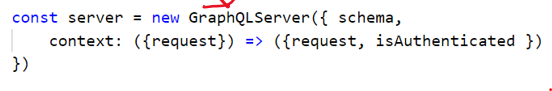 const server = new GraphQLServer({ schema,
context: ({request}) => ({request, isAuthenticated })
})